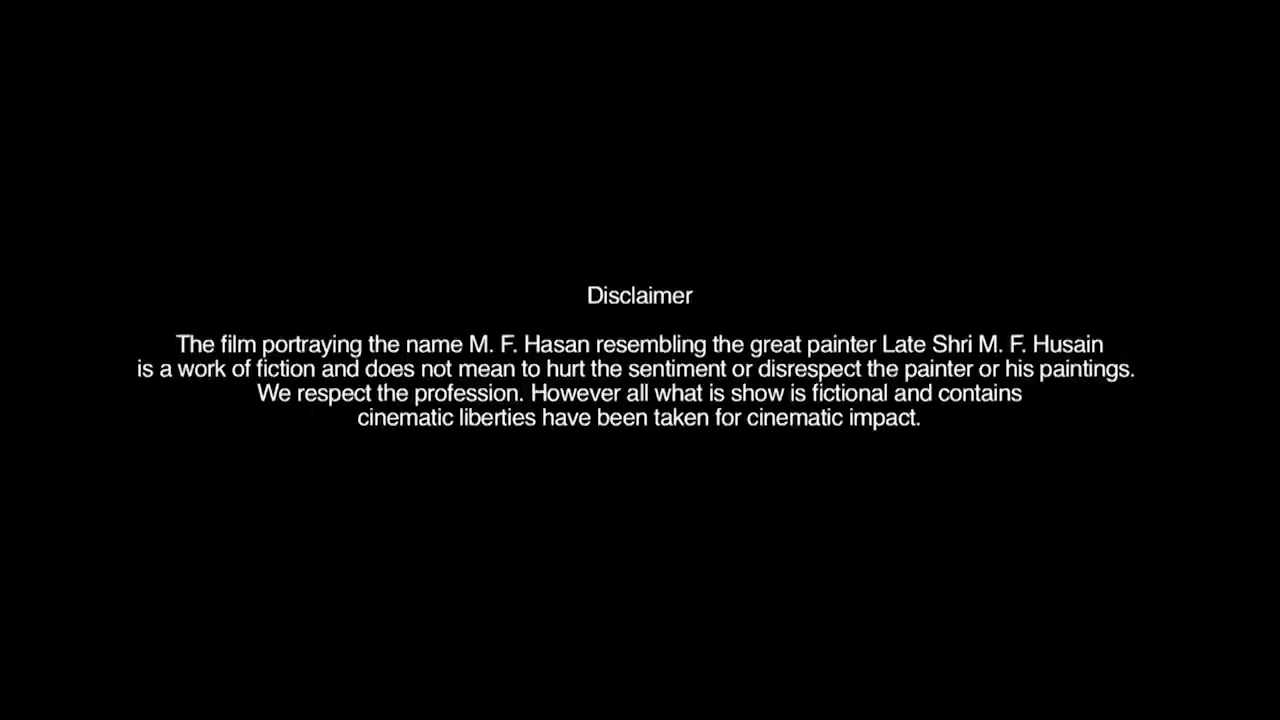 Disclaimer
The film portraying the name M. F. Hasan resembling the great painter Late Shri M. F. Husain
is a work of fiction and does not mean to hurt the sentiment or disrespect the painter or his paintings.
We respect the profession. However all what is show is fictional and contains
cinematic liberties have been taken for cinematic impact.